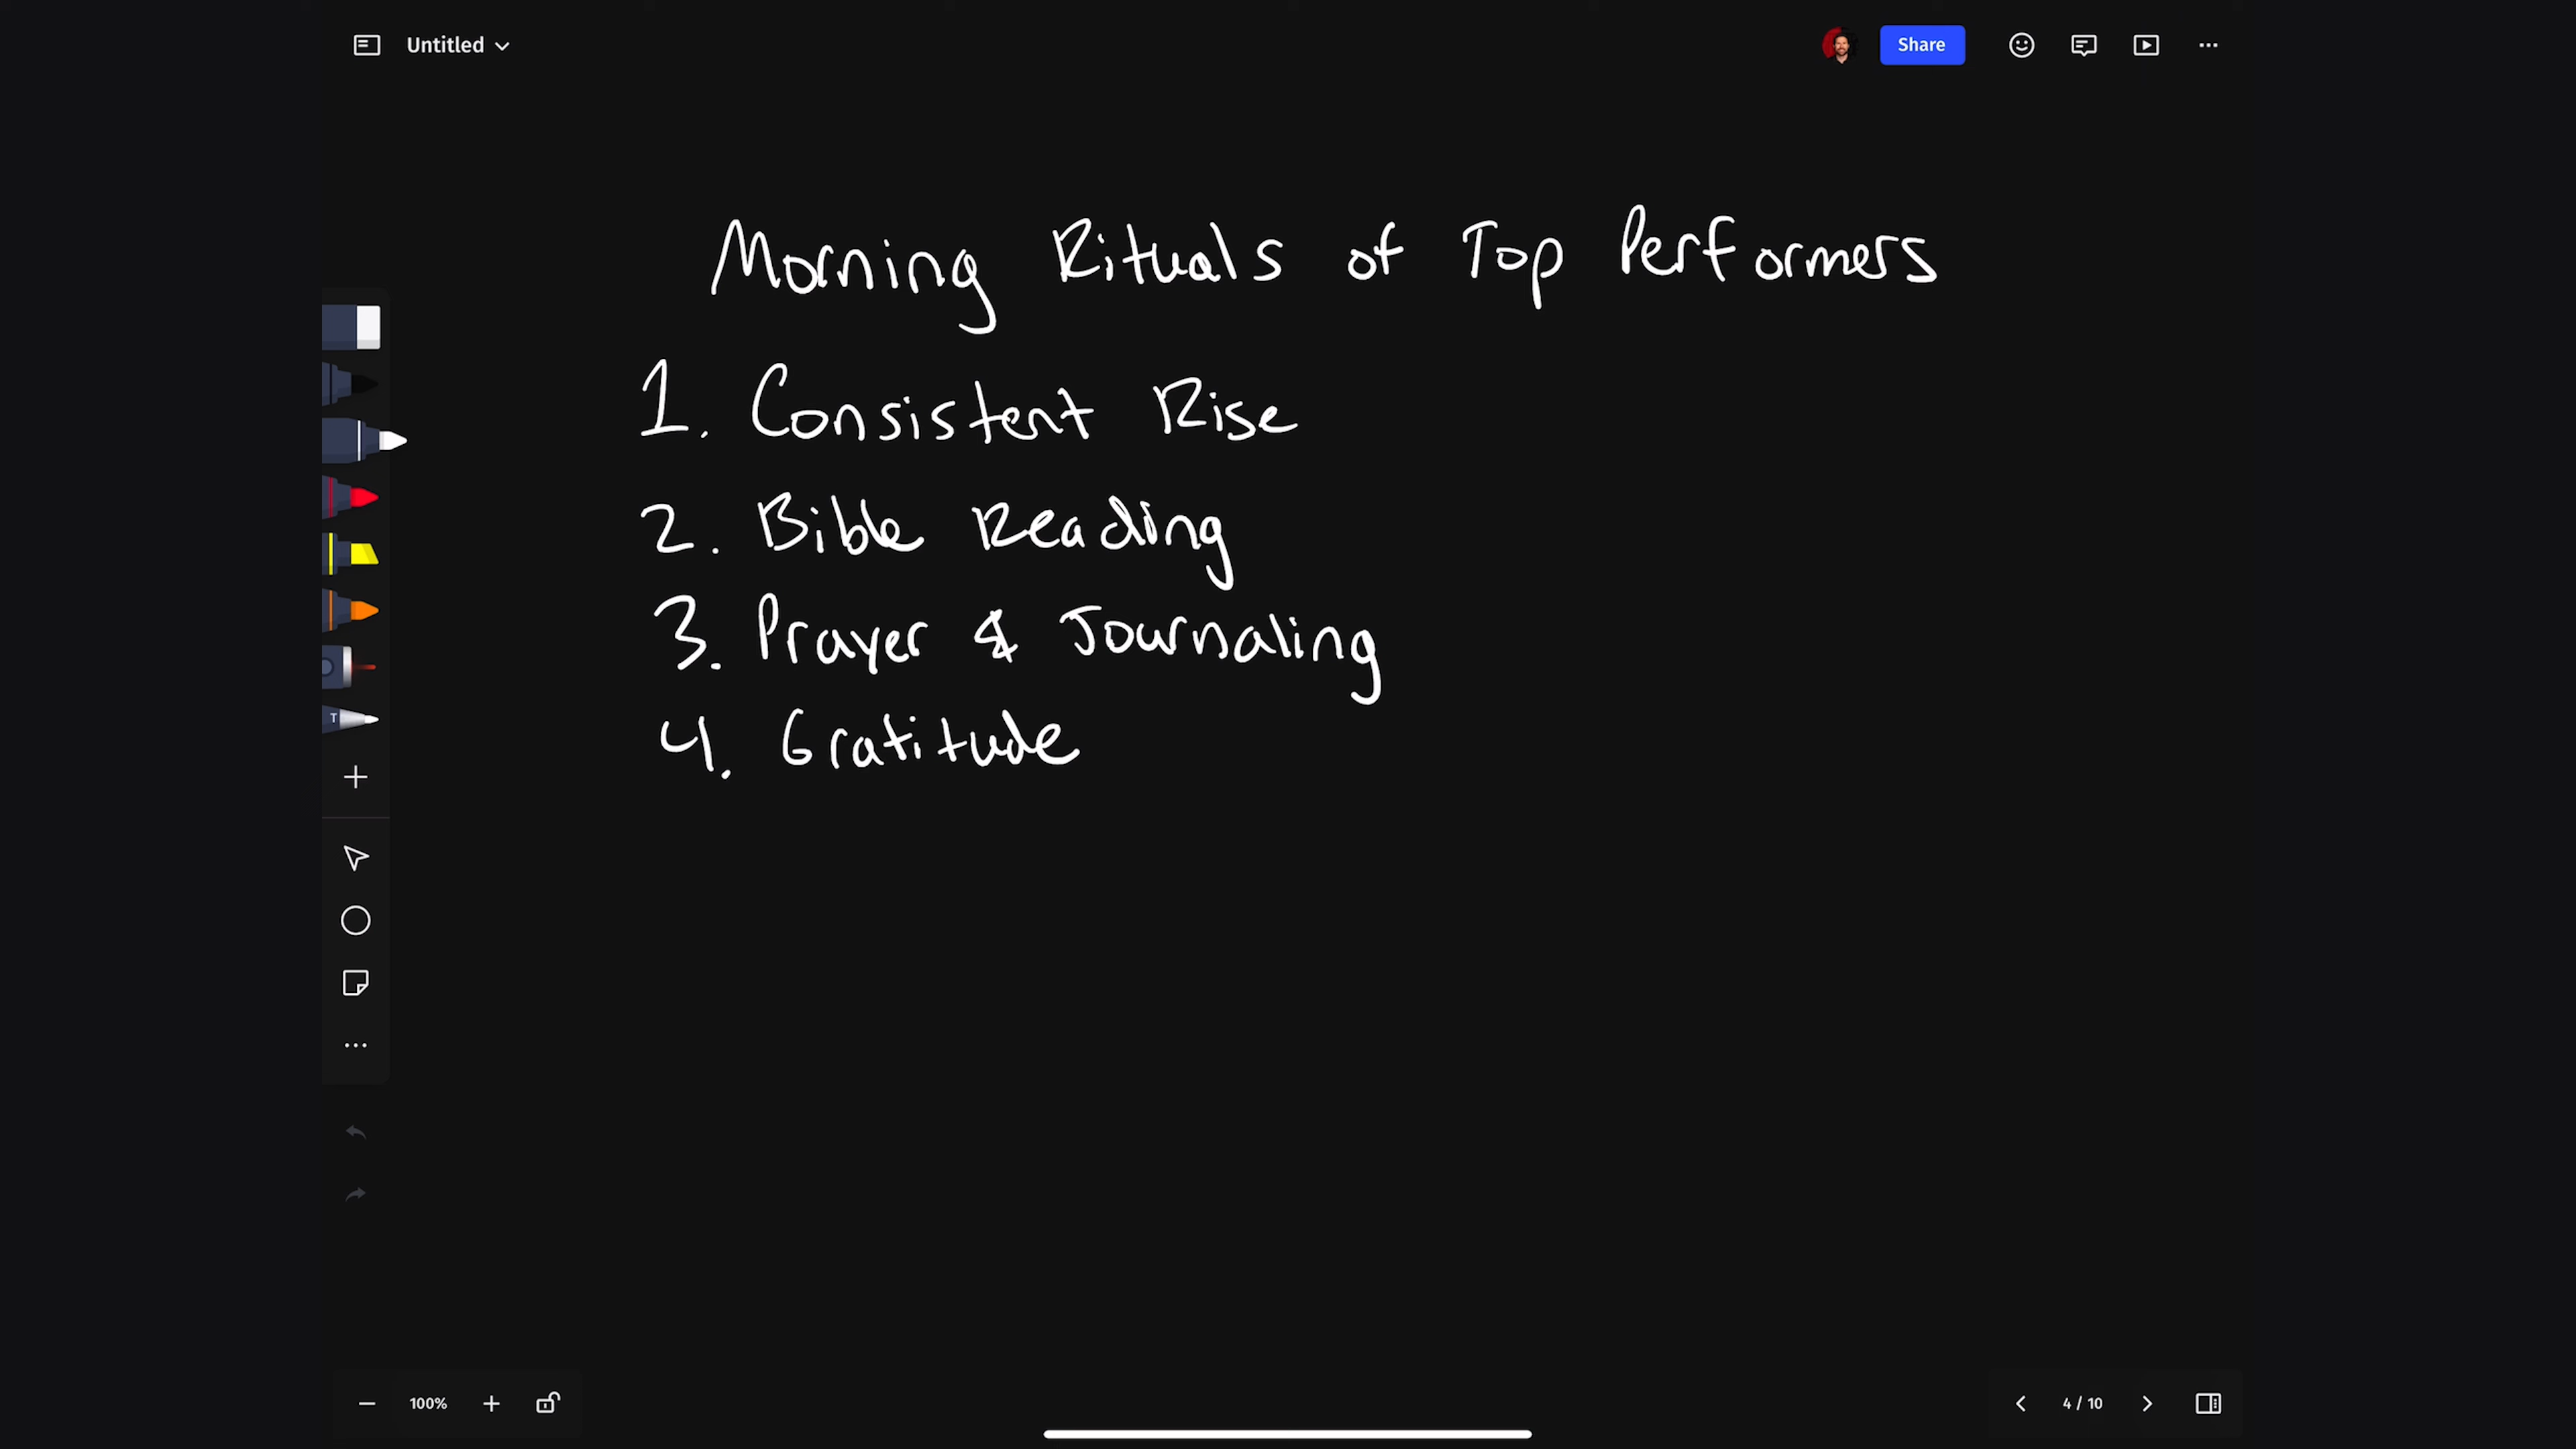 Untitled
Share
Morning Rituals of Top Performers
1. Consistent Rise
2. Bible Reading
3. Prayer & Journaling
4. Gratitude
T
100%
4 / 10